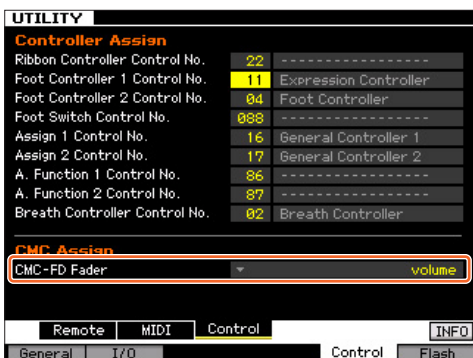 UTILITY
Controller Assign
Ribbon Controller Control No. 22 -----------------
Foot Controller 1 Control No. 11 Expression Controller
Foot Controller 2 Control No. 04 Foot Controller
Foot Switch Control No. 088
Assign 1 Control No. 16 General Controller 1
Assign 2 Control No. 17 General Controller 2
A. Function 1 Control No. 86 -----------------
A. Function 2 Control No. 87 -----------------
Breath Controller Control No. 02 Breath Controller
CMC Assign
CMC-FD Fader volume
Remote MIDI Control INFO
General I/O Control Flash